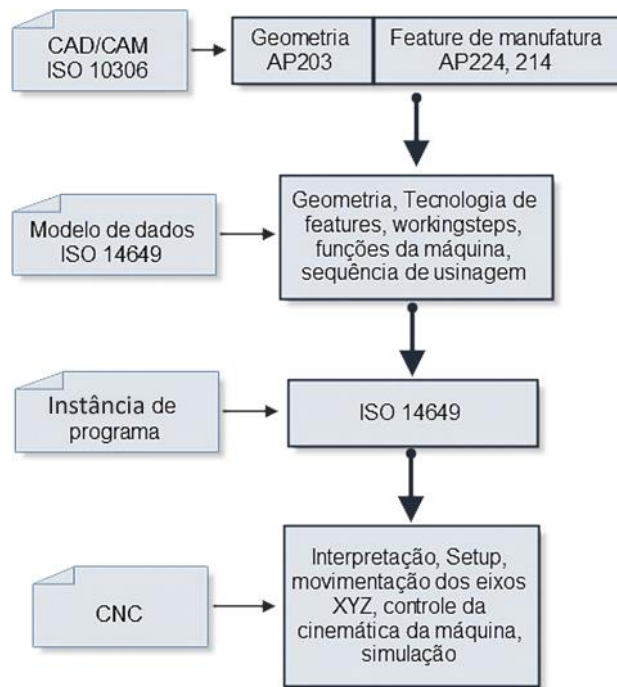 CAD/CAM
ISO 10306
Geometria
AP203
Feature de manufatura
AP224, 214
Modelo de dados
ISO 14649
Geometria, Tecnologia de
features, workingsteps,
funções da máquina,
sequência de usinagem
Instância de
programa
ISO 14649
CNC
Interpretação, Setup,
movimentação dos eixos
XYZ, controle da
cinemática da máquina,
simulação